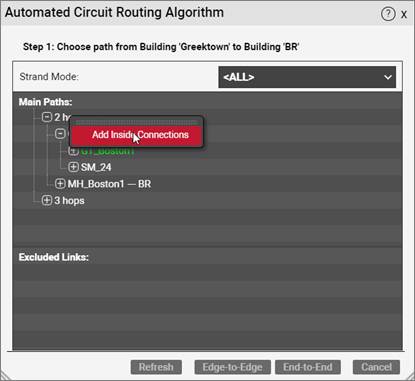 Automated Circuit Routing Algorithm ? x
Step 1: Choose path from Building 'Greektown' to Building 'BR'
Strand Mode: <ALL>
Main Paths:
2
Add Inside Connections
GT_Boston1
SM_24
MH_Boston1 — BR
3 hops
Excluded Links:
Refresh Edge-to-Edge End-to-End Cancel